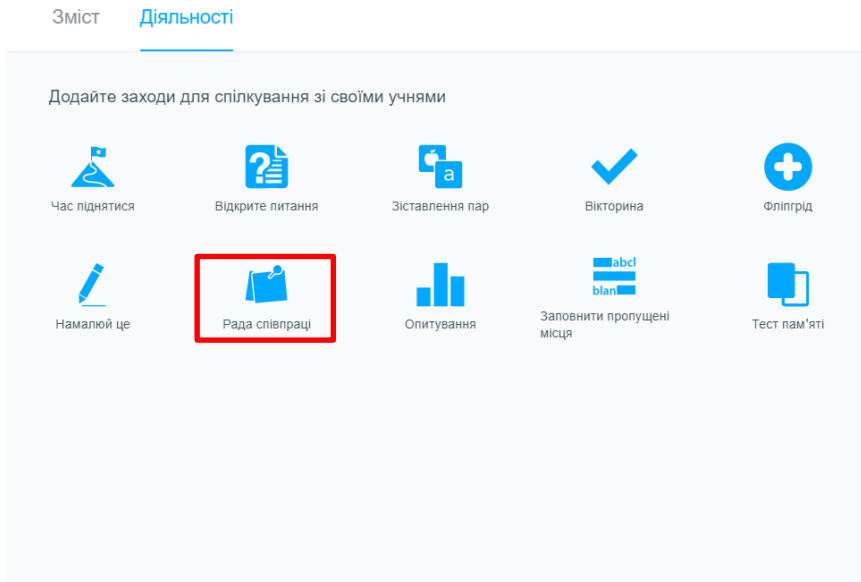 Зміст Діяльності
Додайте заходи для спілкування зі своїми учнями
Час піднятися Відкрите питання Зіставлення пар Вікторина Фліпгрід
Намалюй це Рада співпраці Опитування Заповнити пропущені місця Тест пам'яті
a
abcl
blan